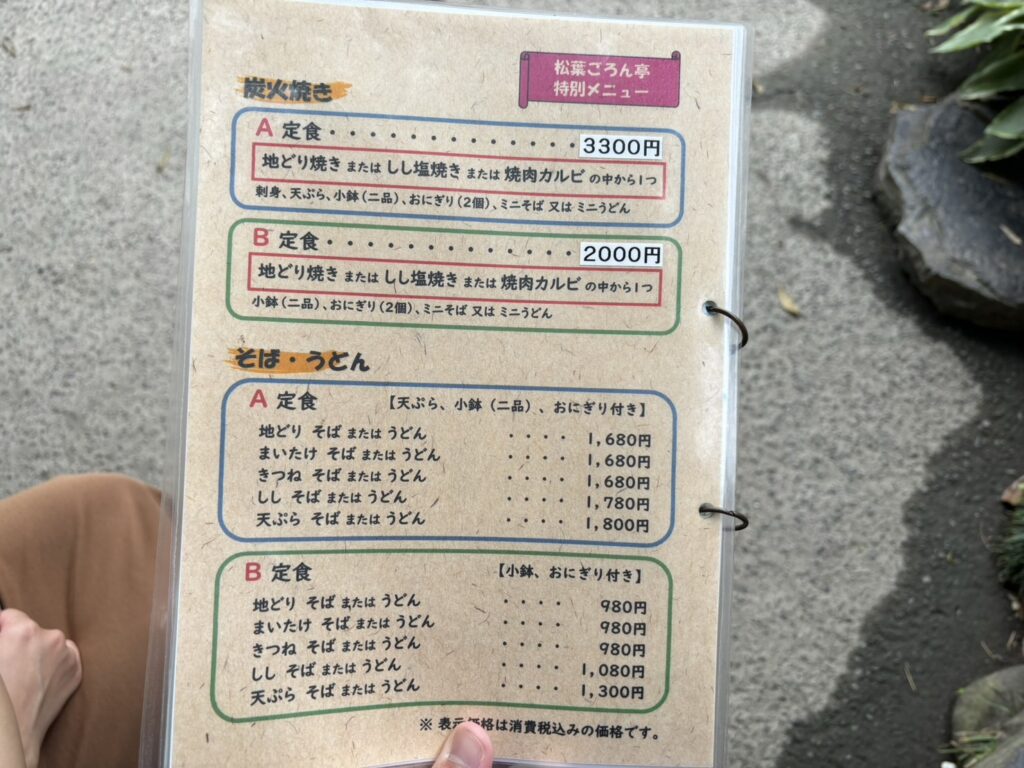 松葉ごろん亭
特別メニュー
炭火焼き
A 定食・・・・・・・・・・・・・3300円
地どり焼き または しし塩焼き または 焼肉カルビ の中から1つ
刺身、天ぷら、小鉢（二品）、おにぎり（2個）、ミニそば 又は ミニうどん
B 定食・・・・・・・・・・・・・2000円
地どり焼き または しし塩焼き または 焼肉カルビ の中から1つ
小鉢（二品）、おにぎり（2個）、ミニそば 又は ミニうどん
そば・うどん
A 定食 【天ぷら、小鉢（二品）、おにぎり付き】
地どり そば または うどん ・・・・ 1,680円
まいたけ そば または うどん ・・・・ 1,680円
きつね そば または うどん ・・・・ 1,680円
しし そば または うどん ・・・・ 1,780円
天ぷら そば または うどん ・・・・ 1,800円
B 定食 【小鉢、おにぎり付き】
地どり そば または うどん ・・・・ 980円
まいたけ そば または うどん ・・・・ 980円
きつね そば または うどん ・・・・ 980円
しし そば または うどん ・・・・ 1,080円
天ぷら そば または うどん ・・・・ 1,300円
※ 表示価格は消費税込みの価格です。